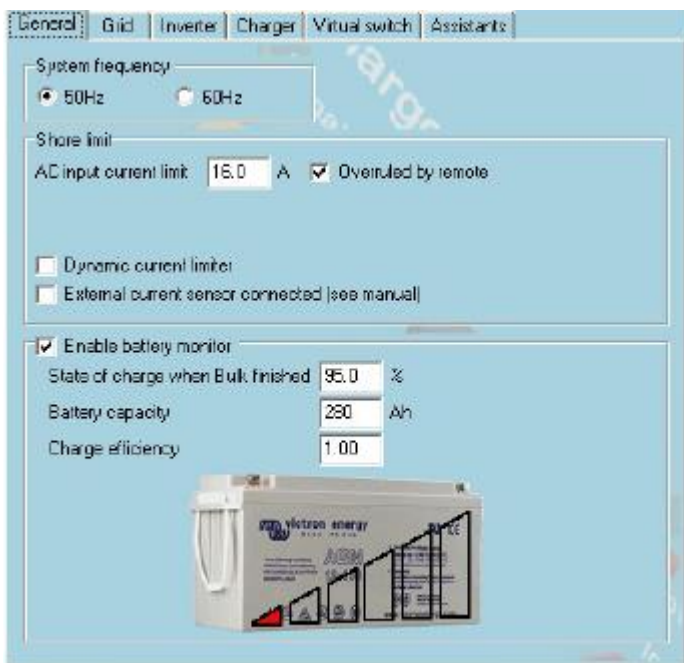 General Grid Inverter Charger Virtual switch Assistants
System frequency
50Hz 60Hz
Shore limit
AC input current limit 16.0 A Overruled by remote
Dynamic current limiter
External current sensor connected (see manual)
Enable battery monitor
State of charge when Bulk finished 95.0 %
Battery capacity 280 Ah
Charge efficiency 1.00
victron energy
BLUE POWER